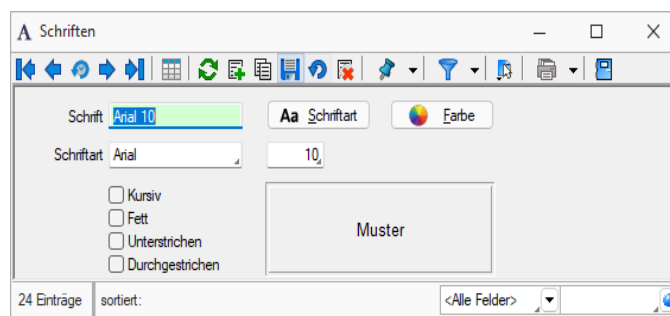 A Schriften
Schrift Arial 10 Aa Schriftart Farbe
Schriftart Arial 10
Kursiv
Fett
Muster
Unterstrichen
Durchgestrichen
24 Einträge sortiert: <Alle Felder>